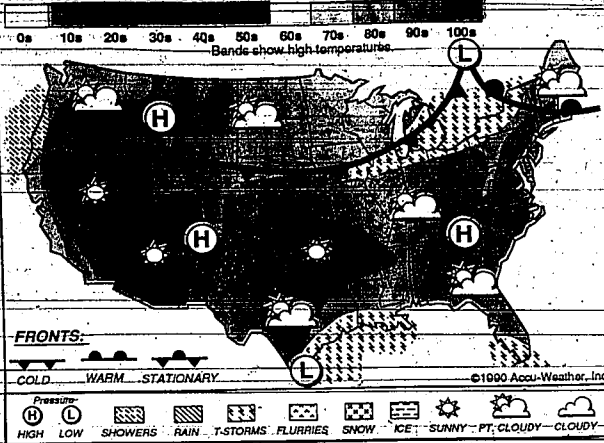 0s 10s 20s 30s 40s 50s 60s 70s 80s 90s 100s
Bands show high temperatures.
L
H
H
H
L
FRONTS:
COLD WARM STATIONARY
©1990 Accu-Weather, Inc
Pressure
H L
HIGH LOW SHOWERS RAIN T-STORMS FLURRIES SNOW ICE SUNNY PT. CLOUDY CLOUDY